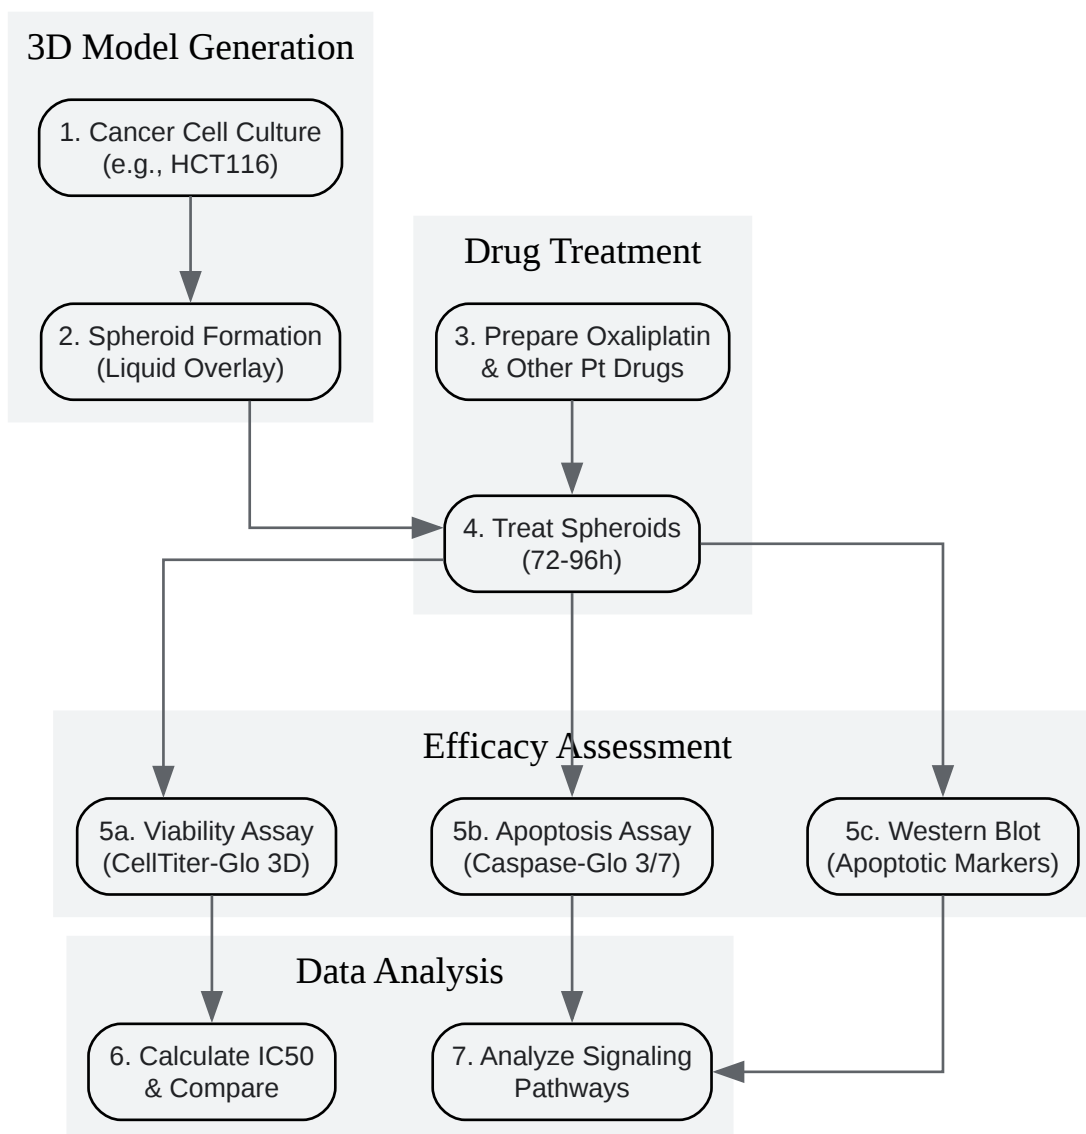 3D Model Generation
1. Cancer Cell Culture
(e.g., HCT116)
2. Spheroid Formation
(Liquid Overlay)
Drug Treatment
3. Prepare Oxaliplatin
& Other Pt Drugs
4. Treat Spheroids
(72-96h)
Efficacy Assessment
5a. Viability Assay
(CellTiter-Glo 3D)
5b. Apoptosis Assay
(Caspase-Glo 3/7)
5c. Western Blot
(Apoptotic Markers)
Data Analysis
6. Calculate IC50
& Compare
7. Analyze Signaling
Pathways